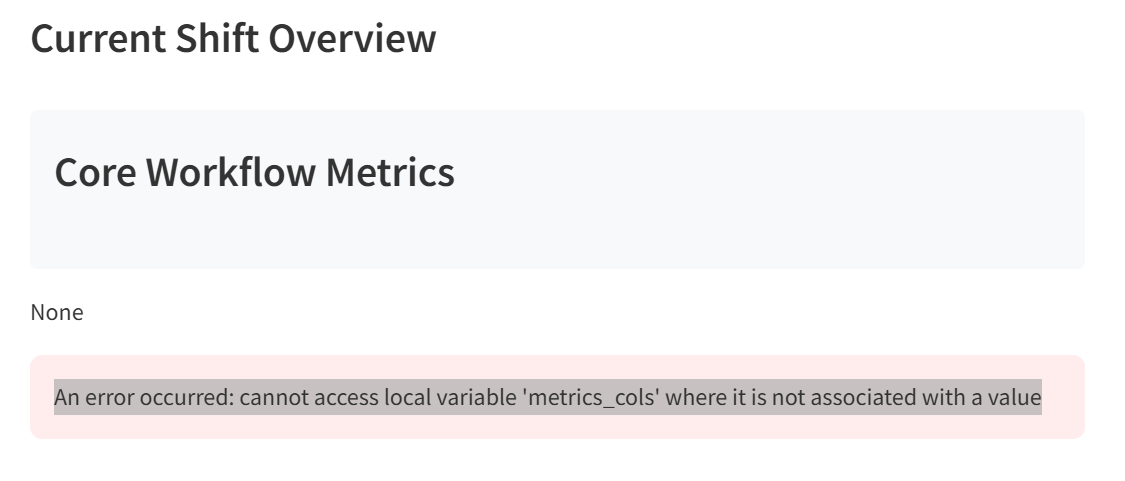 Current Shift Overview
Core Workflow Metrics
None
An error occurred: cannot access local variable 'metrics_cols' where it is not associated with a value